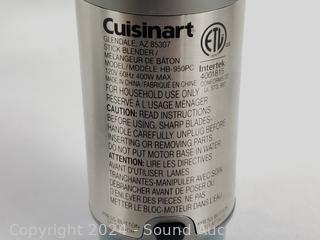 Cuisinart
GLENDALE, AZ 85307
STICK BLENDER /
MÉLANGEUR DE BÂTON
MODEL/MODÈLE: HB-950PC
120V 60Hz 400W MAX.
MADE IN CHINA / FABRIQUÉ EN CHINE
FOR HOUSEHOLD USE ONLY
RÉSERVÉ À L'USAGE MÉNAGER
CAUTION: READ INSTRUCTIONS
BEFORE USING. SHARP BLADES.
HANDLE CAREFULLY. UNPLUG BEFORE
INSERTING OR REMOVING PARTS.
DO NOT PUT MOTOR BASE IN WATER.
ATTENTION: LIRE LES DIRECTIVES
AVANT D'UTILISER. LAMES
TRANCHANTES-MANIPULER AVEC SOIN.
DÉBRANCHER AVANT DE POSER OU
D'ENLEVER DES PIÈCES. NE PAS
METTRE LE BLOC-MOTEUR DANS L'EAU
ETL
Intertek
4001815
Copyright 2024